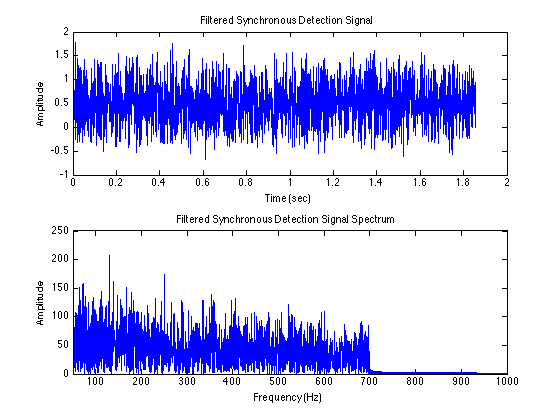 Filtered Synchronous Detection Signal
2
1.5
1
0.5
0
-0.5
-1
Amplitude
0 0.2 0.4 0.6 0.8 1 1.2 1.4 1.6 1.8 2
Time (sec)
Filtered Synchronous Detection Signal Spectrum
250
200
150
100
50
0
Amplitude
100 200 300 400 500 600 700 800 900 1000
Frequency (Hz)